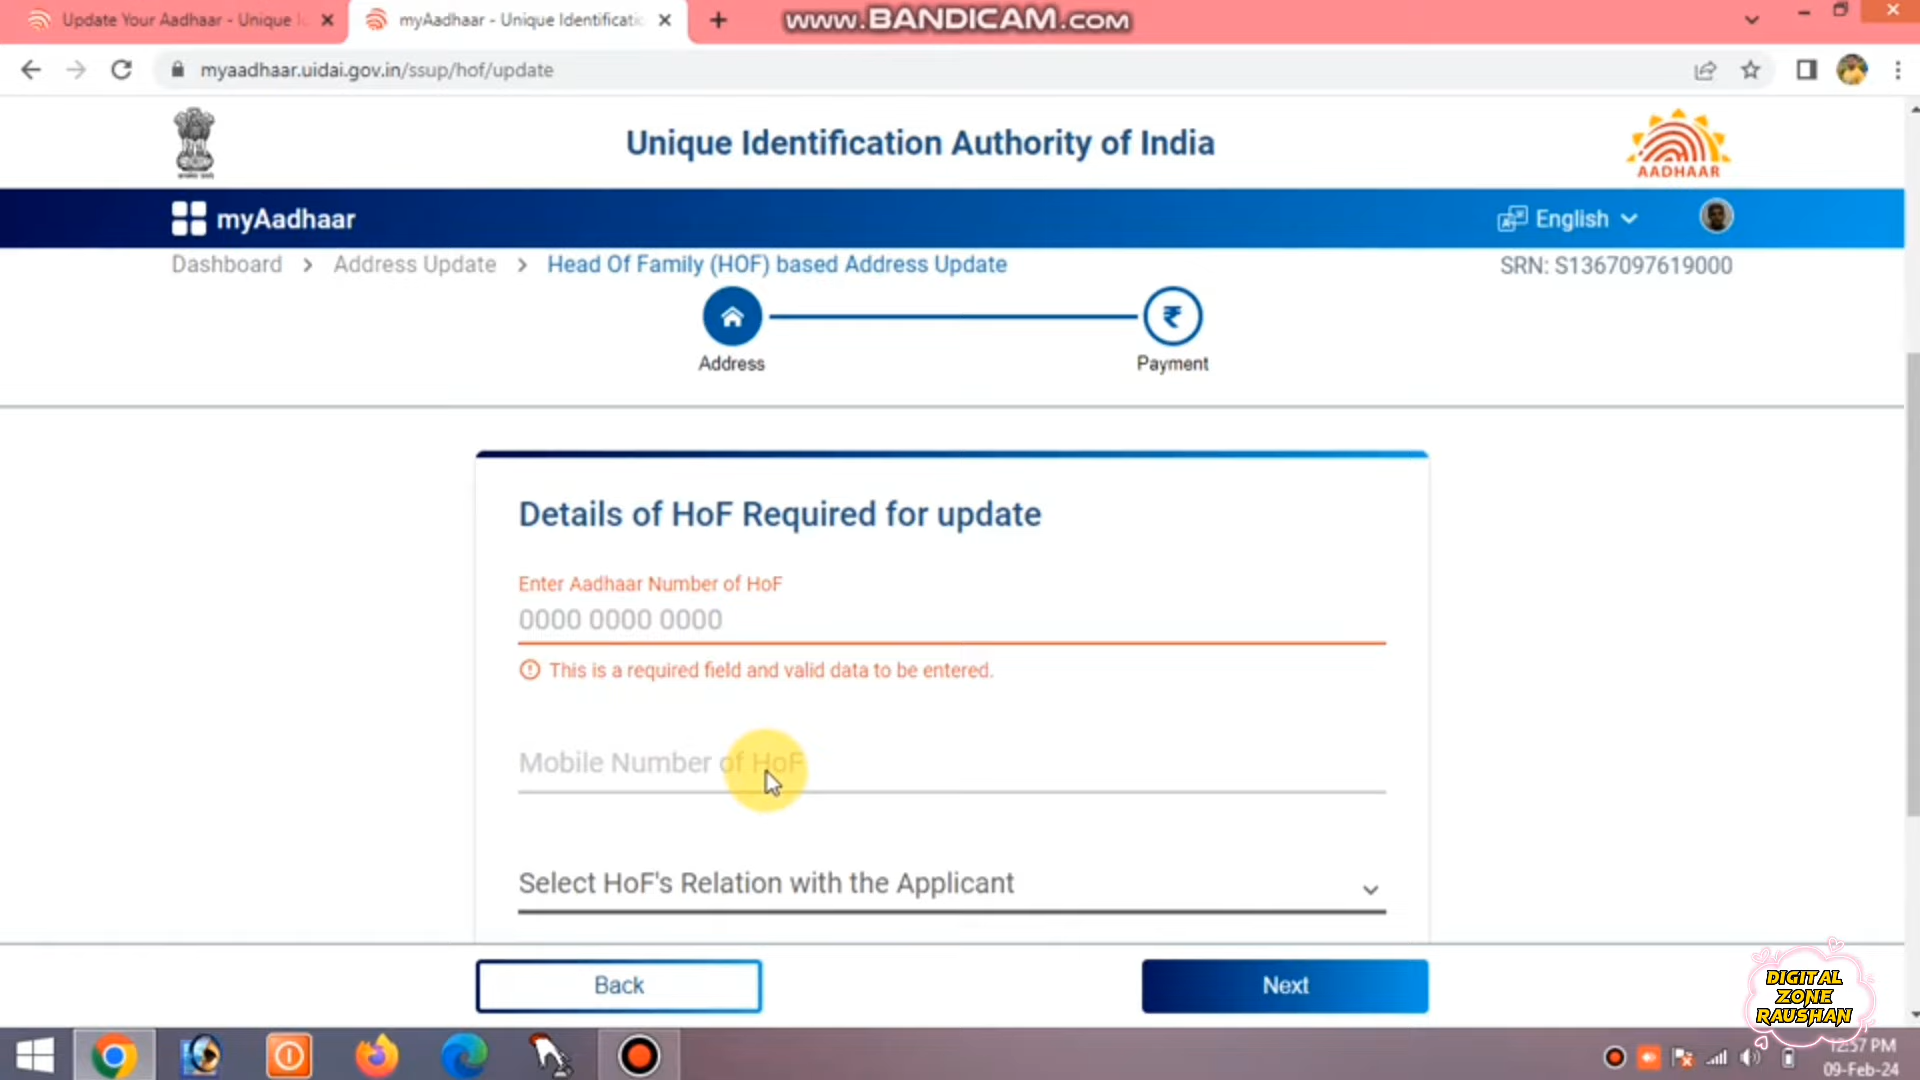 Update Your Aadhaar - Unique I
myAadhaar - Unique Identificati
www.BANDICAM.com
myaadhaar.uidai.gov.in/ssup/hof/update
Unique Identification Authority of India
AADHAAR
myAadhaar
English
Dashboard > Address Update > Head Of Family (HOF) based Address Update
SRN: S1367097619000
₹
Address
Payment
Details of HoF Required for update
Enter Aadhaar Number of HoF
0000 0000 0000
This is a required field and valid data to be entered.
Mobile Number of HoF
Select HoF's Relation with the Applicant
Back
Next
DIGITAL
ZONE
RAUSHAN
12:57 PM
09-Feb-24